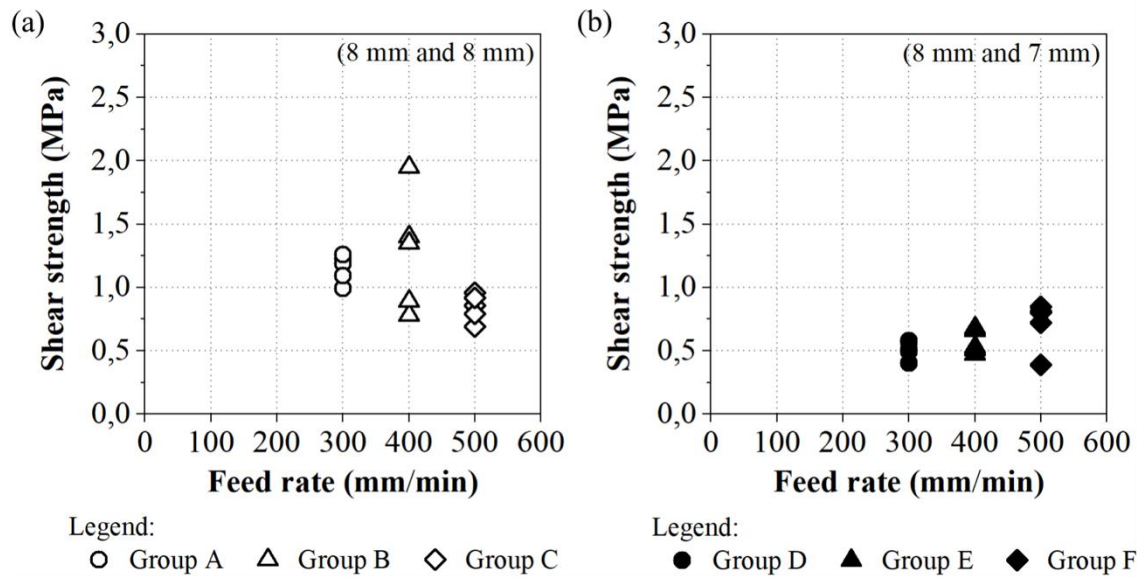 (a)
3,0
(8 mm and 8 mm)
2,5
2,0
1,5
1,0
0,5
0,0
Shear strength (MPa)
0 100 200 300 400 500 600
Feed rate (mm/min)
Legend:
Group A Group B Group C
(b)
3,0
(8 mm and 7 mm)
2,5
2,0
1,5
1,0
0,5
0,0
Shear strength (MPa)
0 100 200 300 400 500 600
Feed rate (mm/min)
Legend:
Group D Group E Group F